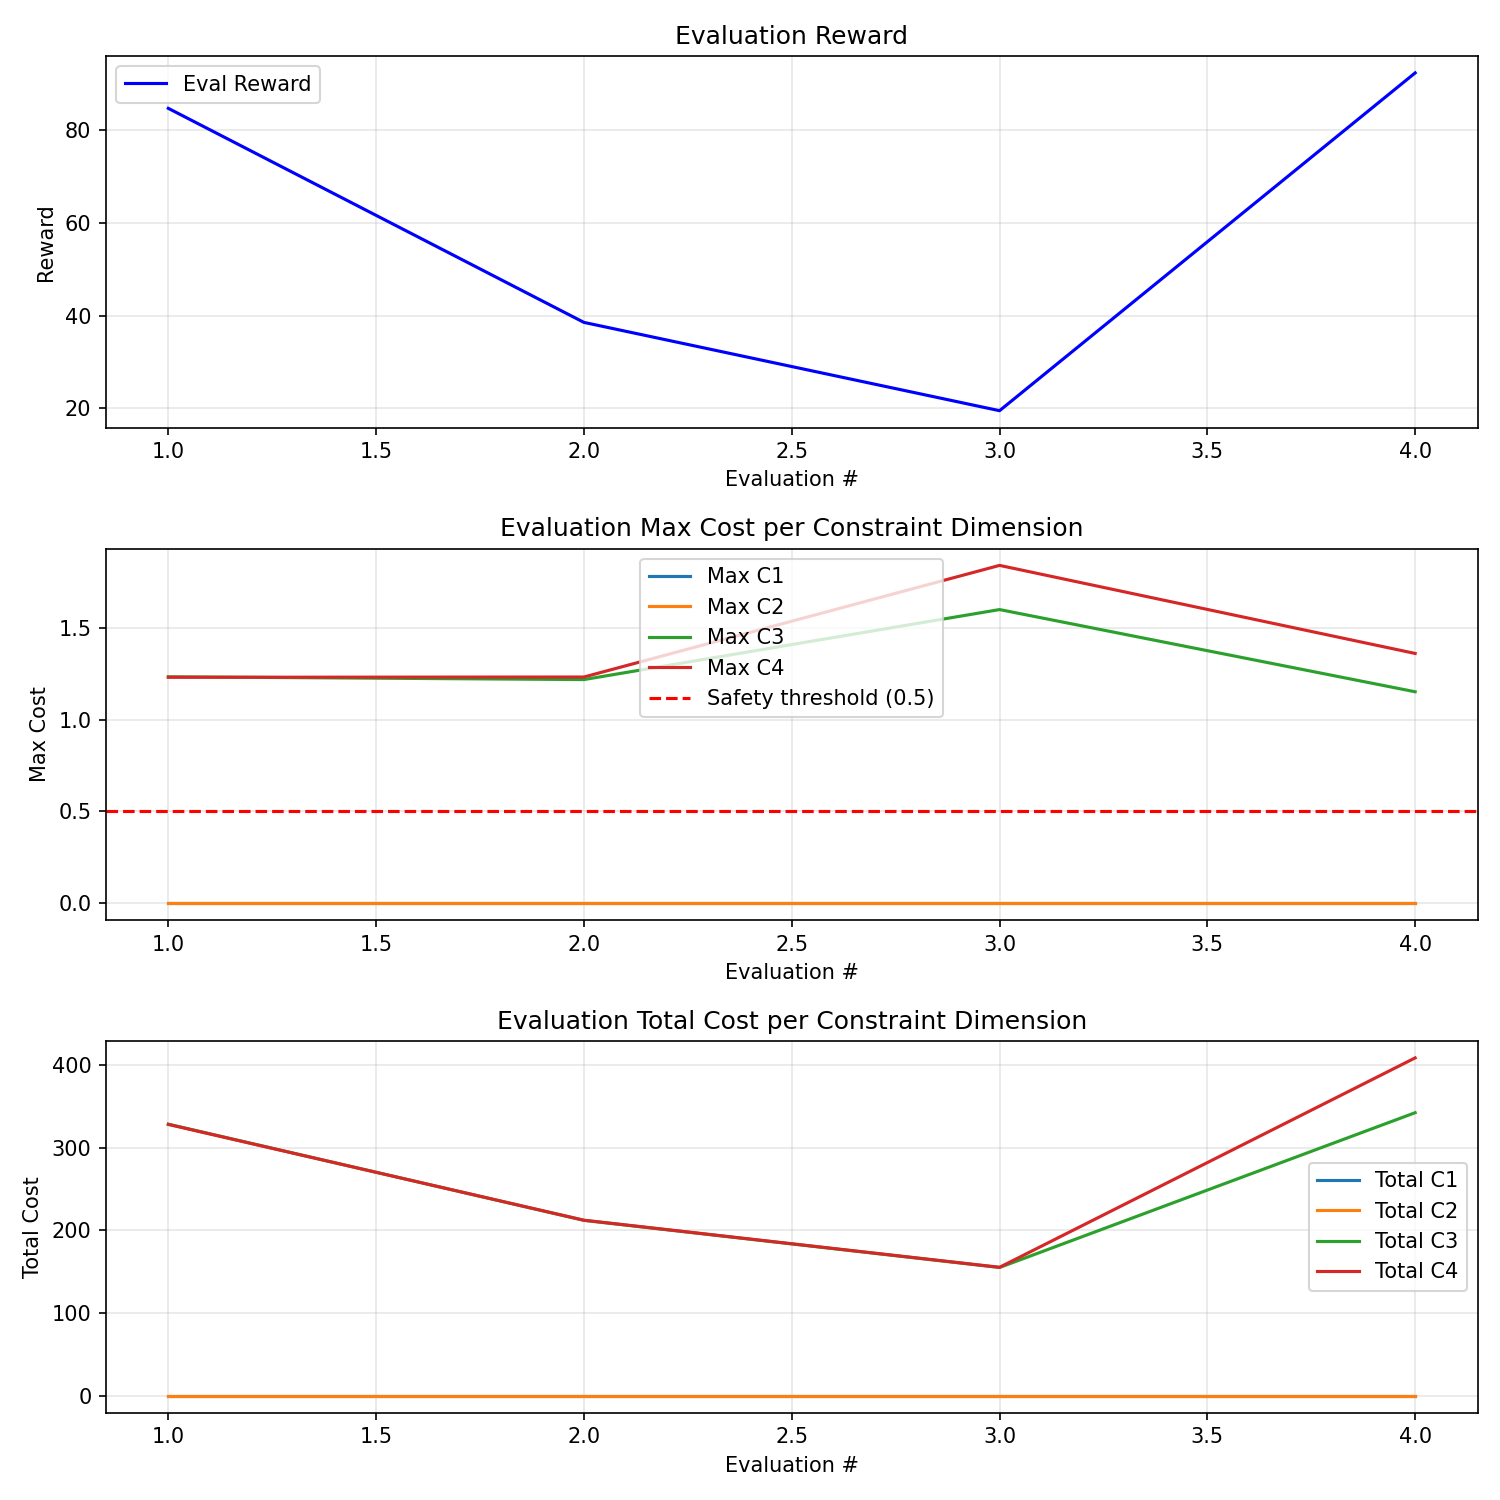 Evaluation Reward
Eval Reward
Reward
80
60
40
20
1.0 1.5 2.0 2.5 3.0 3.5 4.0
Evaluation #
Evaluation Max Cost per Constraint Dimension
Max C1
Max C2
Max C3
Max C4
Safety threshold (0.5)
Max Cost
1.5
1.0
0.5
0.0
1.0 1.5 2.0 2.5 3.0 3.5 4.0
Evaluation #
Evaluation Total Cost per Constraint Dimension
Total Cost
400
300
200
100
0
Total C1
Total C2
Total C3
Total C4
1.0 1.5 2.0 2.5 3.0 3.5 4.0
Evaluation #